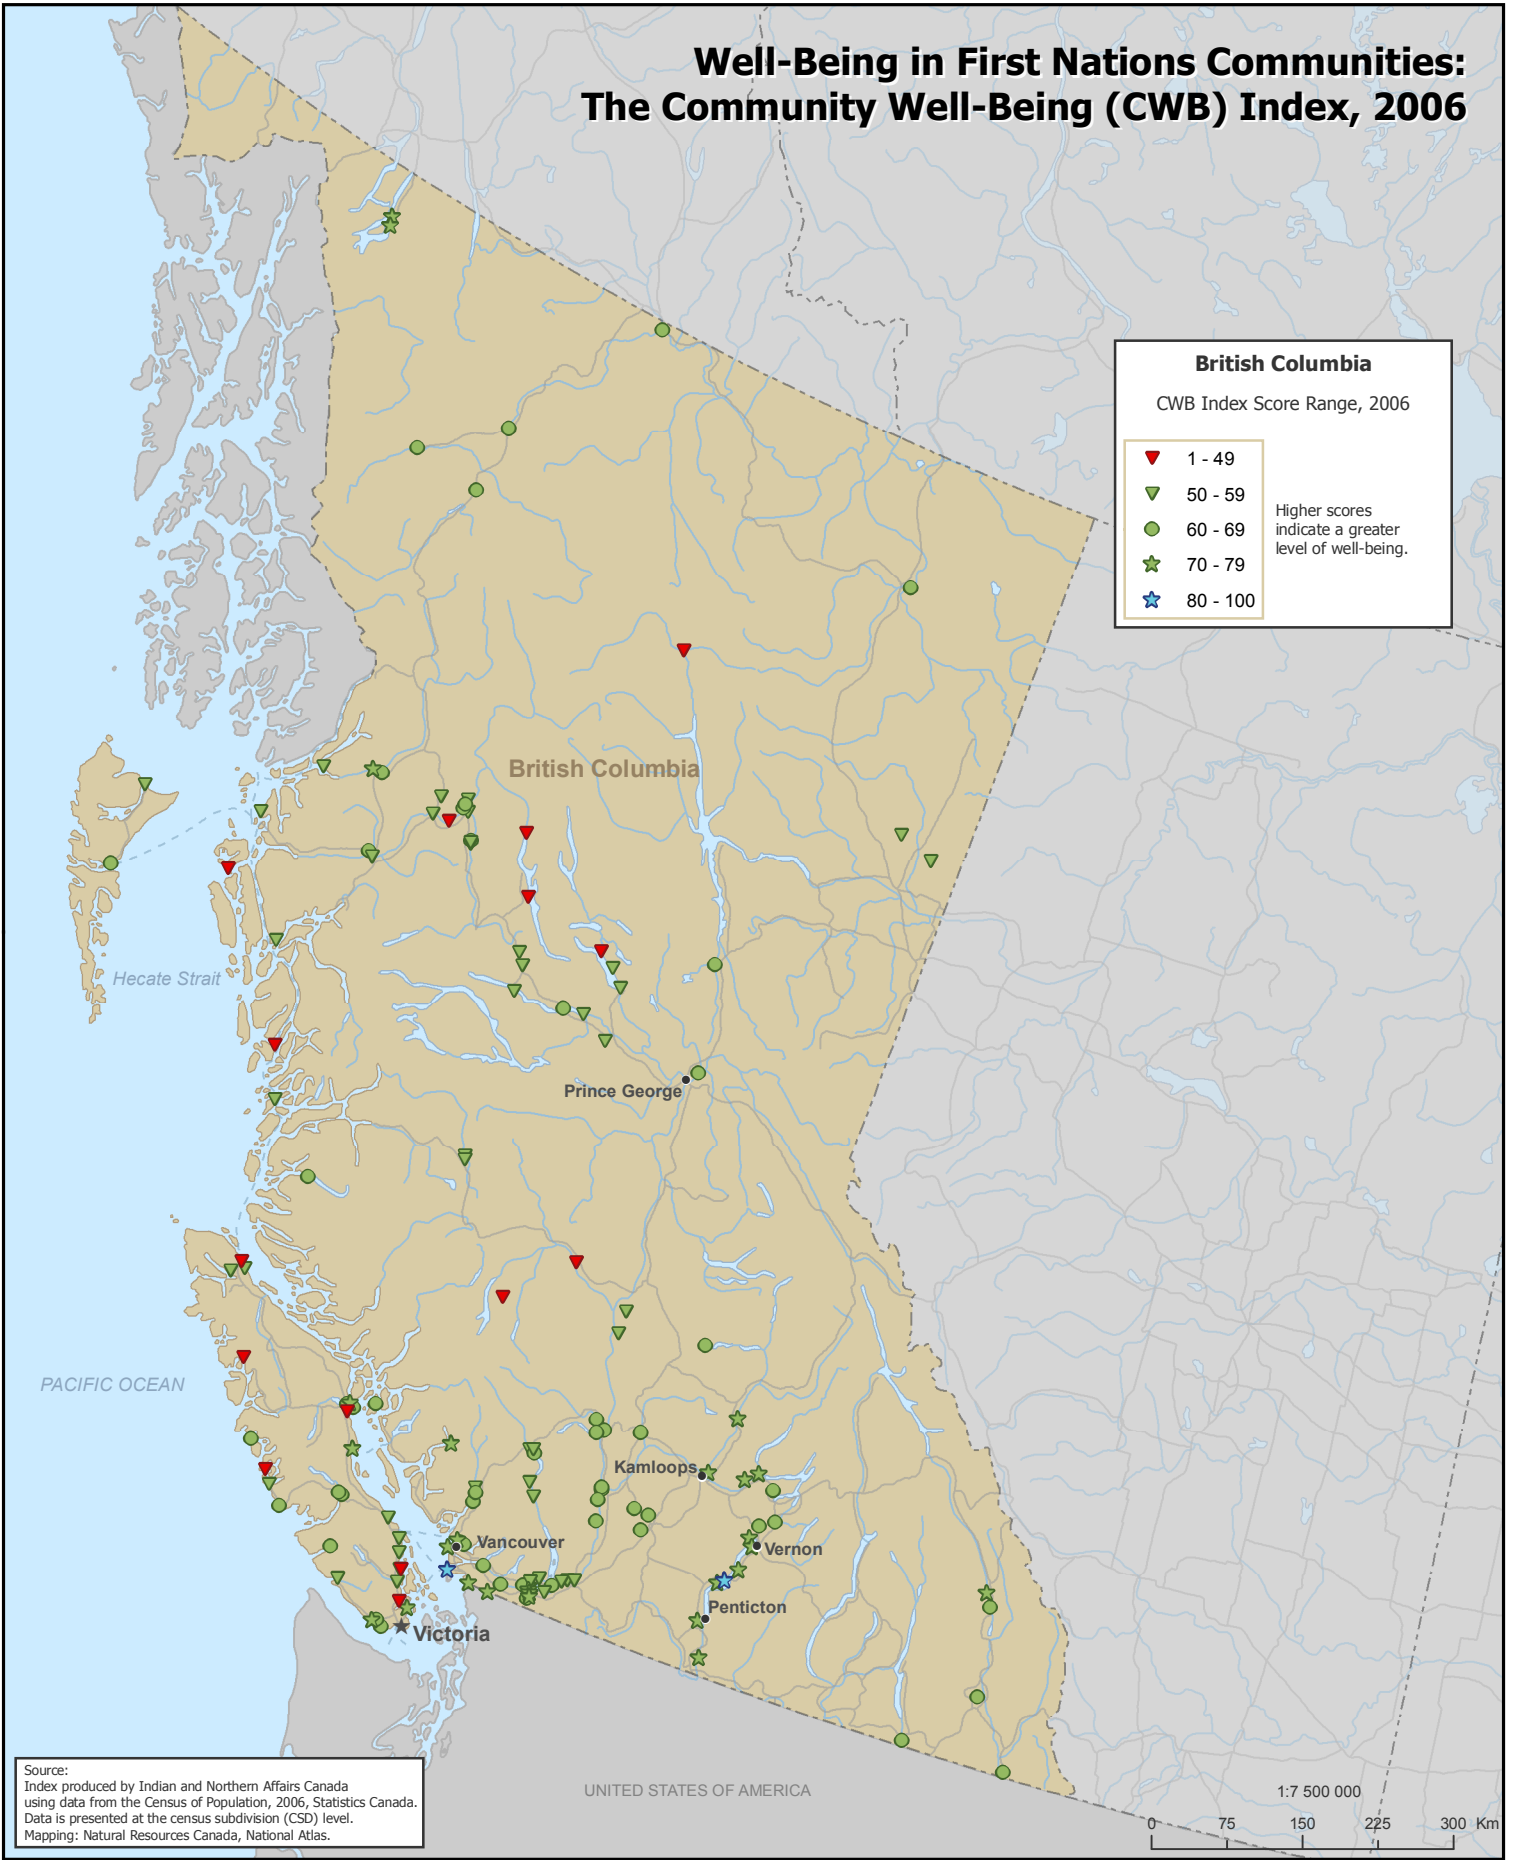 Well-Being in First Nations Communities:
The Community Well-Being (CWB) Index, 2006
British Columbia
CWB Index Score Range, 2006
1 - 49
50 - 59
60 - 69
70 - 79
80 - 100
Higher scores
indicate a greater
level of well-being.
British Columbia
Hecate Strait
Prince George
PACIFIC OCEAN
Kamloops
Vancouver
Vernon
Penticton
Victoria
UNITED STATES OF AMERICA
Source:
Index produced by Indian and Northern Affairs Canada
using data from the Census of Population, 2006, Statistics Canada.
Data is presented at the census subdivision (CSD) level.
Mapping: Natural Resources Canada, National Atlas.
1:7 500 000
0 75 150 225 300 Km